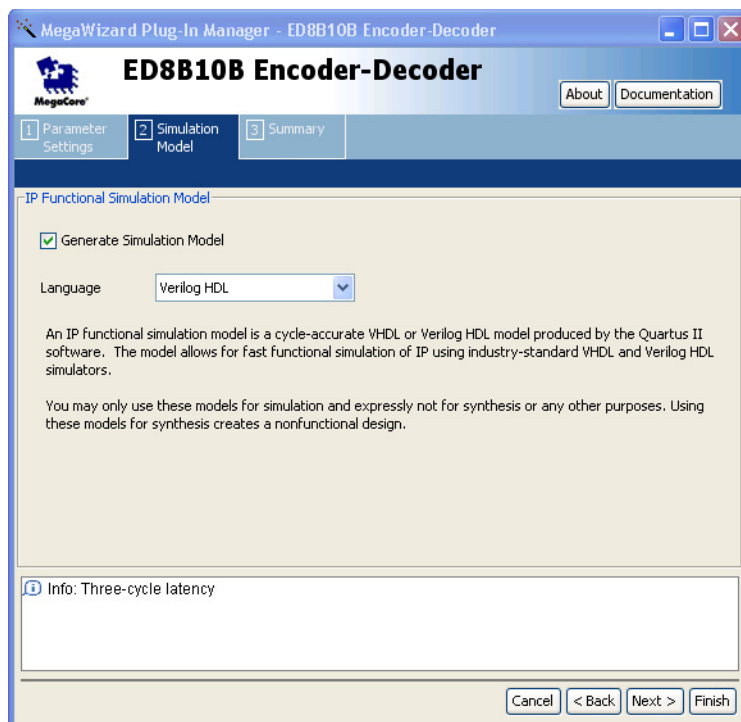 MegaWizard Plug-In Manager - ED8B10B Encoder-Decoder
ED8B10B Encoder-Decoder
MegaCore®
About
Documentation
1 Parameter
Settings
2 Simulation
Model
3 Summary
IP Functional Simulation Model
Generate Simulation Model
Language
Verilog HDL
An IP functional simulation model is a cycle-accurate VHDL or Verilog HDL model produced by the Quartus II
software. The model allows for fast functional simulation of IP using industry-standard VHDL and Verilog HDL
simulators.
You may only use these models for simulation and expressly not for synthesis or any other purposes. Using
these models for synthesis creates a nonfunctional design.
Info: Three-cycle latency
Cancel
< Back
Next >
Finish